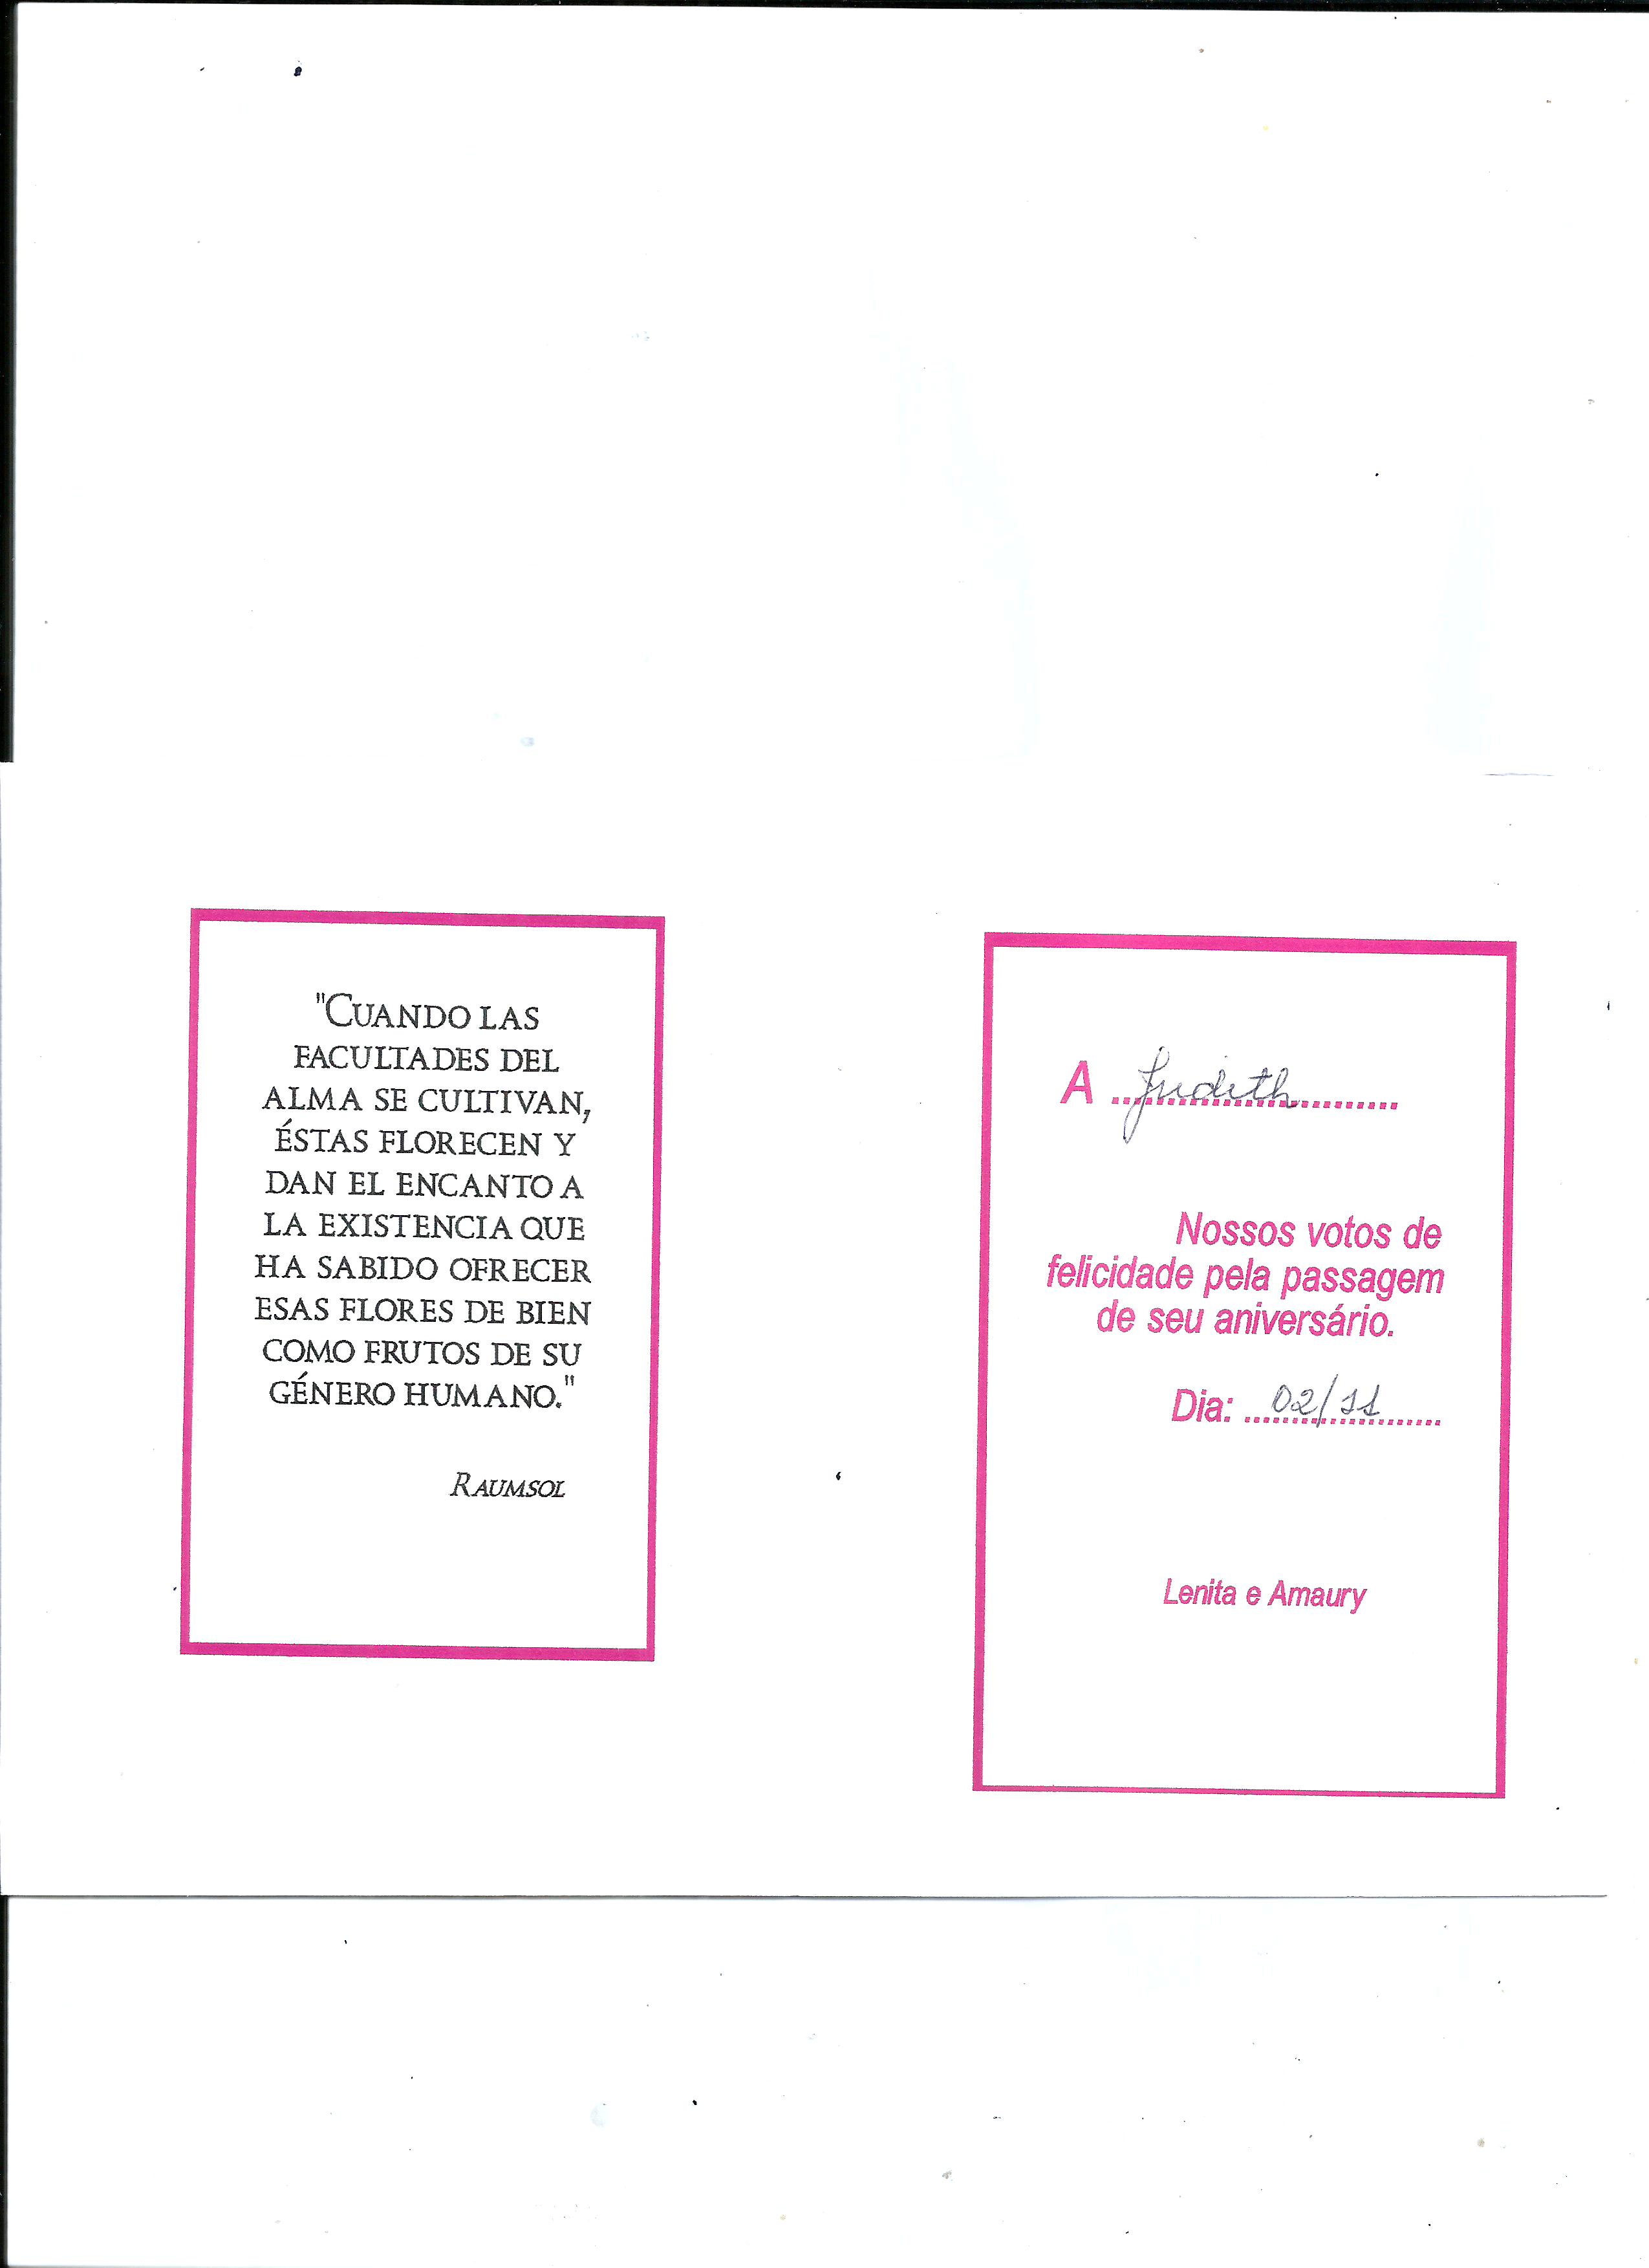 "CUANDO LAS
FACULTADES DEL
ALMA SE CULTIVAN,
ÉSTAS FLORECEN Y
DAN EL ENCANTO A
LA EXISTENCIA QUE
HA SABIDO OFRECER
ESAS FLORES DE BIEN
COMO FRUTOS DE SU
GÉNERO HUMANO."
RAUMSOL
A Judith
Nossos votos de
felicidade pela passagem
de seu aniversário.
Dia: 02/11
Lenita e Amaury